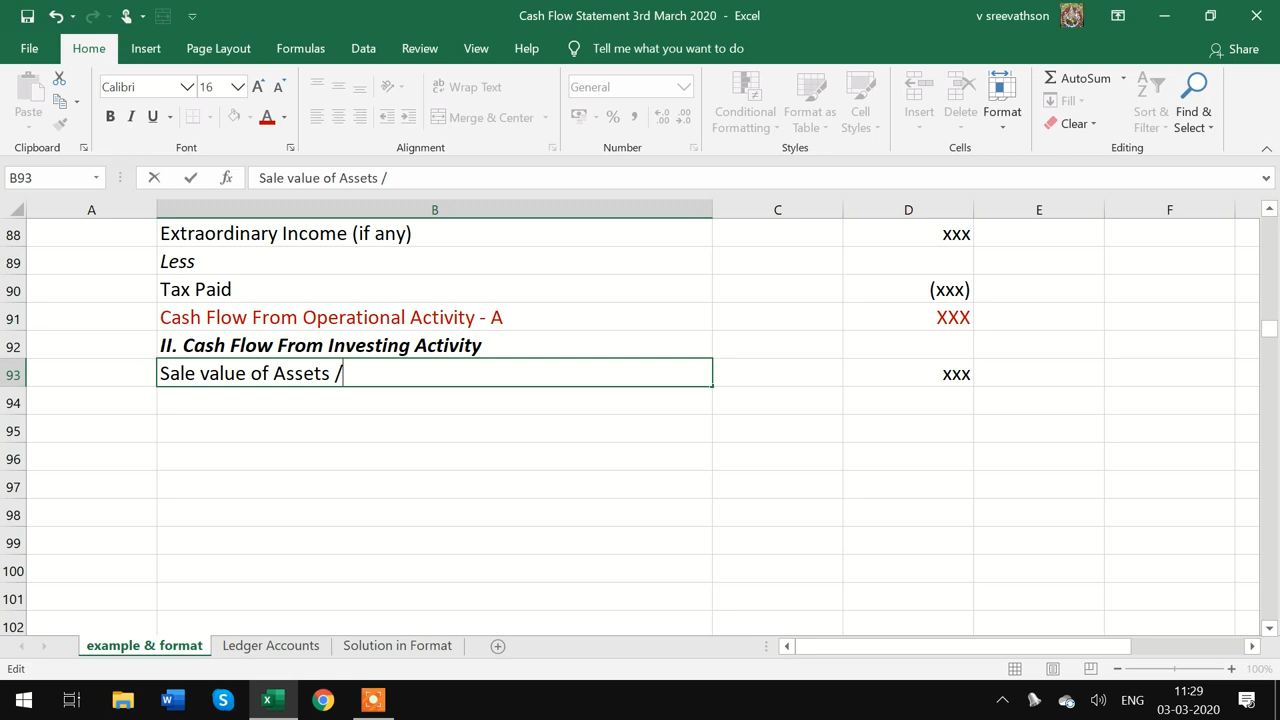 Cash Flow Statement 3rd March 2020 - Excel
v sreevathson
File Home Insert Page Layout Formulas Data Review View Help Tell me what you want to do Share
Paste
Calibri 16
B I U A
Wrap Text
Merge & Center
General
% ,
Conditional Formatting
Format as Table
Cell Styles
Insert Delete Format
AutoSum
Fill
Clear
Sort & Filter
Find & Select
Clipboard Font Alignment Number Styles Cells Editing
B93 fx Sale value of Assets /
A B C D E F
88 Extraordinary Income (if any) xxx
89 Less
90 Tax Paid (xxx)
91 Cash Flow From Operational Activity - A XXX
92 II. Cash Flow From Investing Activity
93 Sale value of Assets / xxx
94
95
96
97
98
99
100
101
102
example & format Ledger Accounts Solution in Format
Edit 100%
ENG 11:29
03-03-2020